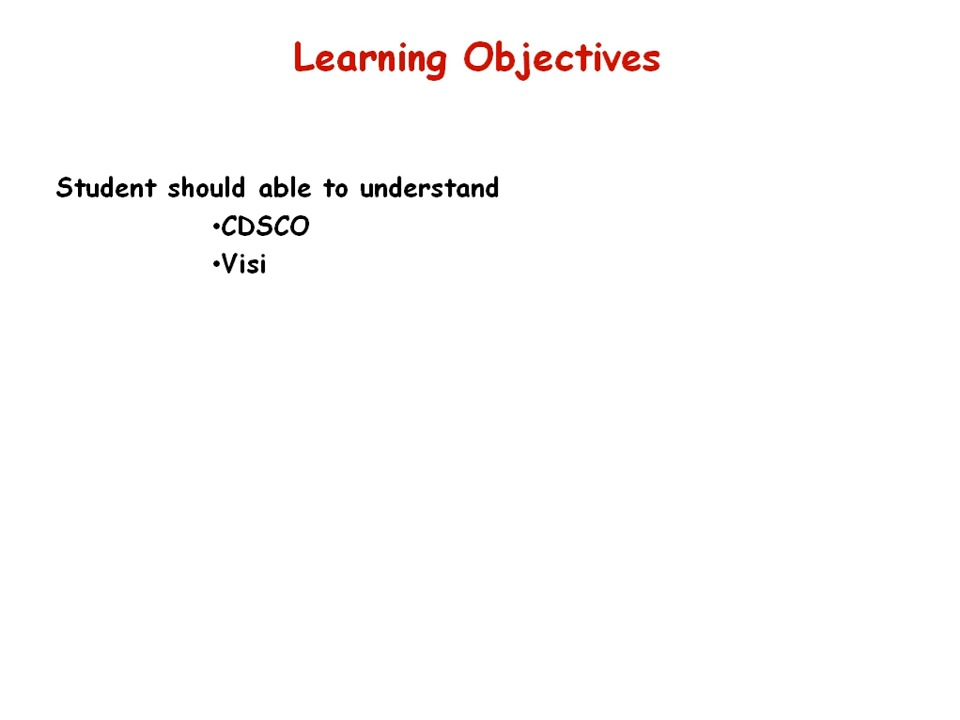 Learning Objectives
Student should able to understand
•CDSCO
•Visi